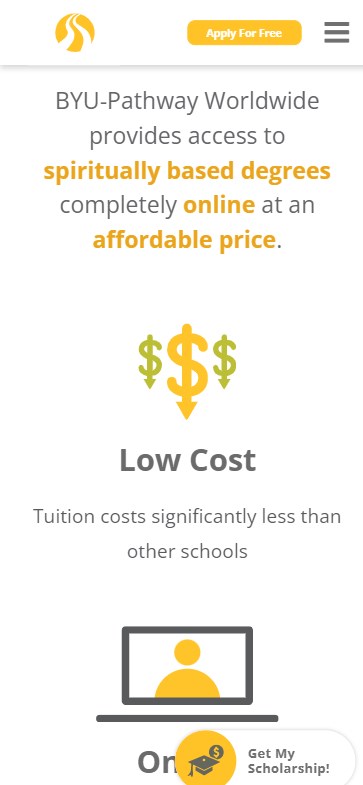 Apply For Free
BYU-Pathway Worldwide
provides access to
spiritually based degrees
completely online at an
affordable price.
$ $ $
Low Cost
Tuition costs significantly less than
other schools
On
$
Get My
Scholarship!